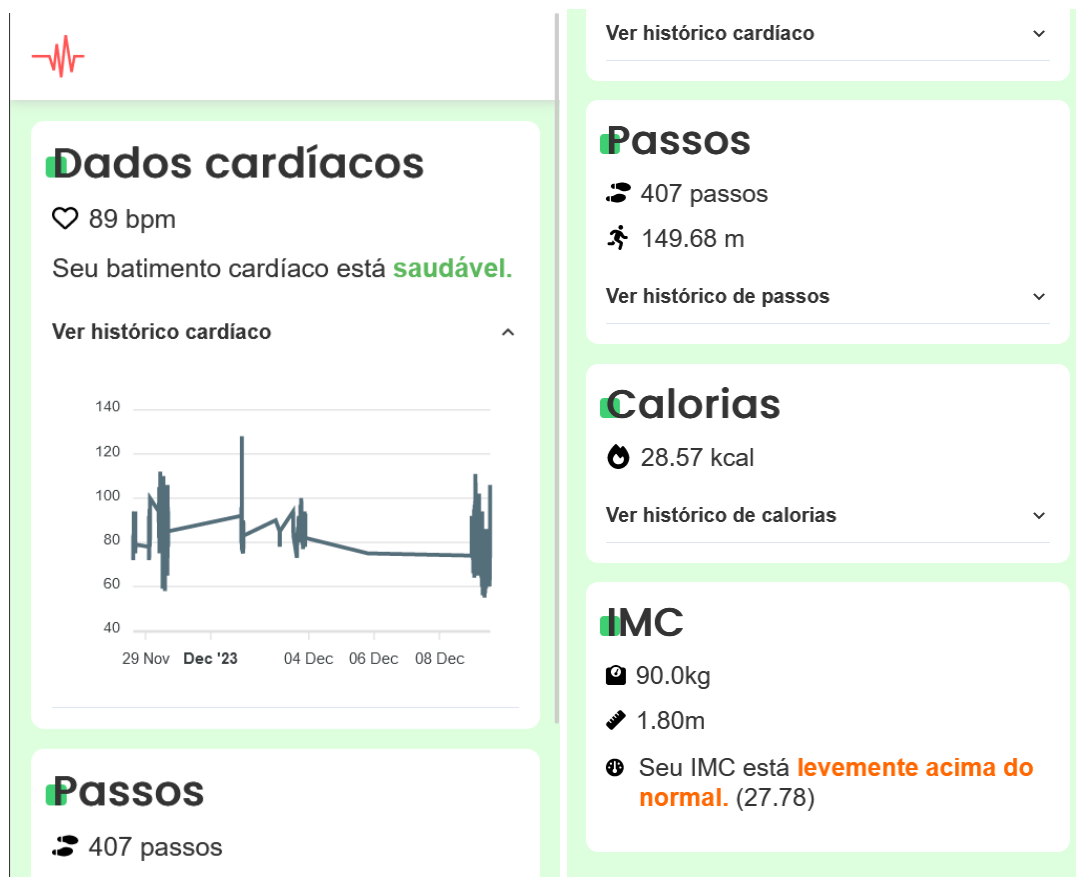 Dados cardíacos
89 bpm
Seu batimento cardíaco está saudável.
Ver histórico cardíaco
140
120
100
80
60
40
29 Nov Dec '23 04 Dec 06 Dec 08 Dec
Passos
407 passos
Ver histórico cardíaco
Passos
407 passos
149.68 m
Ver histórico de passos
Calorias
28.57 kcal
Ver histórico de calorias
IMC
90.0kg
1.80m
Seu IMC está levemente acima do
normal. (27.78)